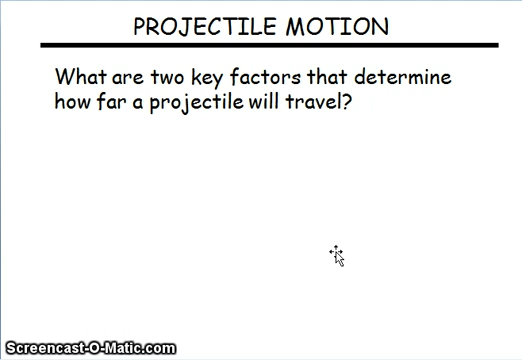 PROJECTILE MOTION
What are two key factors that determine
how far a projectile will travel?
Screencast-O-Matic.com